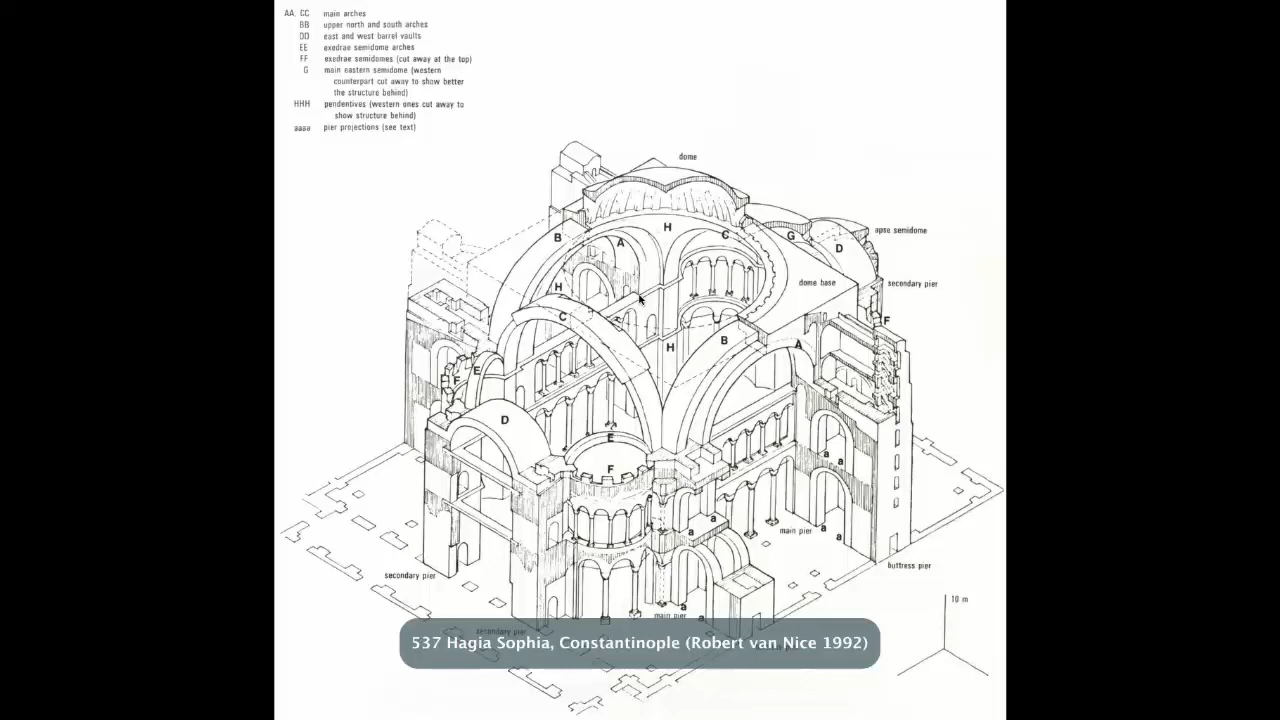 AA, CC main arches
BB upper north and south arches
DD east and west barrel vaults
EE exedrae semidome arches
FF exedrae semidomes (cut away at the top)
G main eastern semidome (western
counterpart cut away to show better
the structure behind)
HHH pendentives (western ones cut away to
show structure behind)
aaaa pier projections (see text)
dome
H
C
B
A
G
D
apse semidome
H
dome base
secondary pier
C
F
H
B
A
E
F
D
E
a
a
F
a
a
main pier
a
a
buttress pier
secondary pier
10 m
a
main pier
a
secondary pier
537 Hagia Sophia, Constantinople (Robert van Nice 1992)